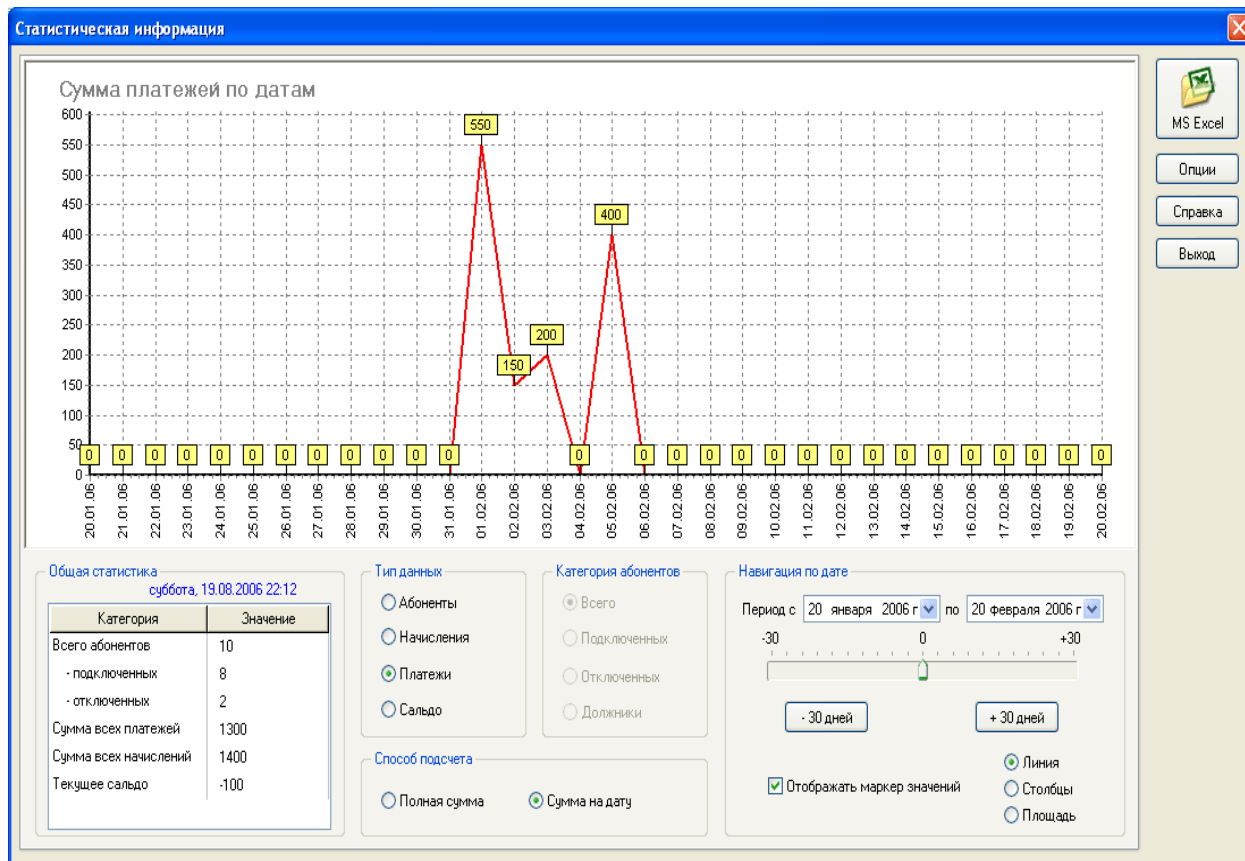 Статистическая информация
MS Excel
Опции
Справка
Выход
Сумма платежей по датам
600
550
500
450
400
350
300
250
200
150
100
50
0
0 0 0 0 0 0 0 0 0 0 0 0 550 150 200 0 400 0 0 0 0 0 0 0 0 0 0 0 0 0 0 0
20.01.06 21.01.06 22.01.06 23.01.06 24.01.06 25.01.06 26.01.06 27.01.06 28.01.06 29.01.06 30.01.06 31.01.06 01.02.06 02.02.06 03.02.06 04.02.06 05.02.06 06.02.06 07.02.06 08.02.06 09.02.06 10.02.06 11.02.06 12.02.06 13.02.06 14.02.06 15.02.06 16.02.06 17.02.06 18.02.06 19.02.06 20.02.06
Общая статистика
суббота, 19.08.2006 22:12
Категория Значение
Всего абонентов 10
- подключенных 8
- отключенных 2
Сумма всех платежей 1300
Сумма всех начислений 1400
Текущее сальдо -100
Тип данных
Абоненты
Начисления
Платежи
Сальдо
Категория абонентов
Всего
Подключенных
Отключенных
Должники
Способ подсчета
Полная сумма Сумма на дату
Навигация по дате
Период с 20 января 2006 г по 20 февраля 2006 г
-30 0 +30
- 30 дней + 30 дней
Отображать маркер значений
Линия
Столбцы
Площадь